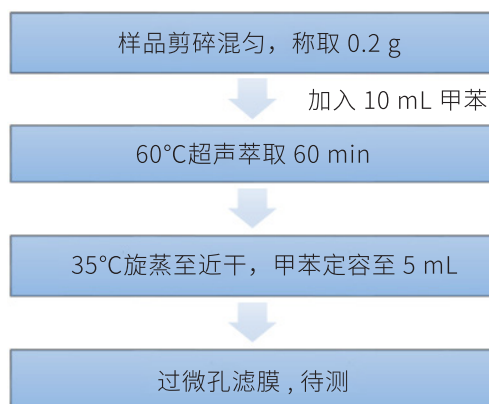 样品剪碎混匀，称取 0.2 g
加入 10 mL 甲苯
60℃超声萃取 60 min
35℃旋蒸至近干，甲苯定容至 5 mL
过微孔滤膜 , 待测